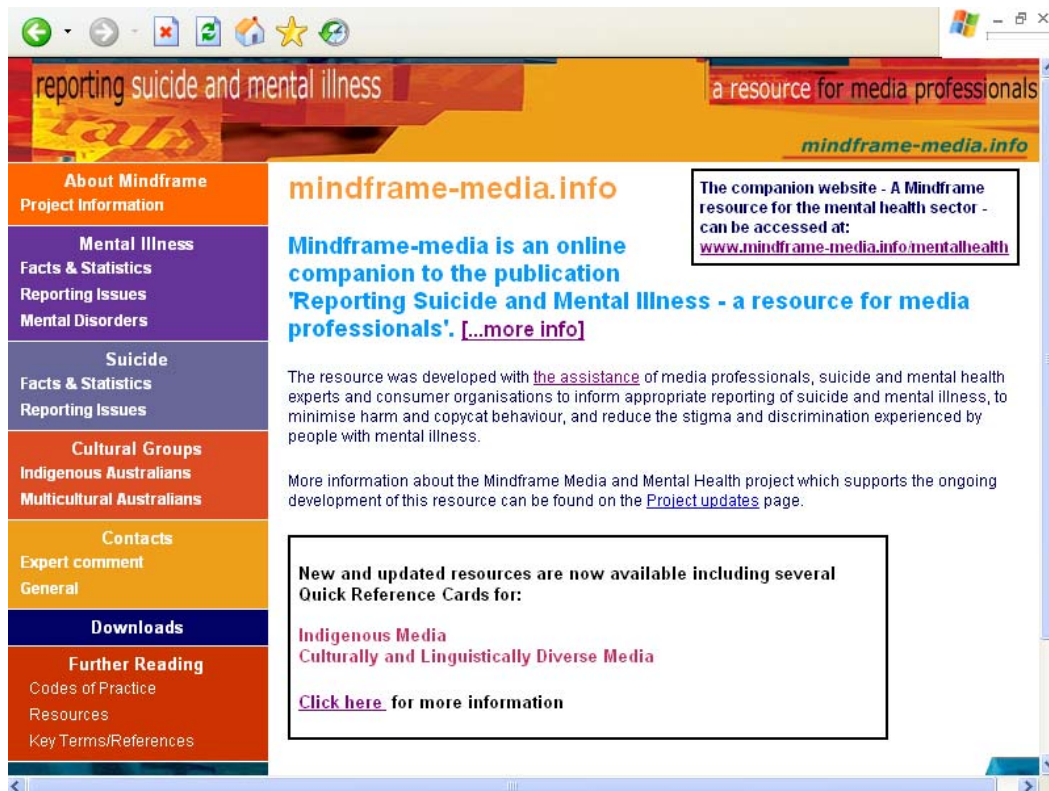 reporting suicide and mental illness
a resource for media professionals
mindframe-media.info
About Mindframe
Project Information
Mental Illness
Facts & Statistics
Reporting Issues
Mental Disorders
Suicide
Facts & Statistics
Reporting Issues
Cultural Groups
Indigenous Australians
Multicultural Australians
Contacts
Expert comment
General
Downloads
Further Reading
Codes of Practice
Resources
Key Terms/References
mindframe-media.info
The companion website - A Mindframe
resource for the mental health sector -
can be accessed at:
www.mindframe-media.info/mentalhealth
Mindframe-media is an online
companion to the publication
'Reporting Suicide and Mental Illness - a resource for media
professionals'. [...more info]
The resource was developed with the assistance of media professionals, suicide and mental health
experts and consumer organisations to inform appropriate reporting of suicide and mental illness, to
minimise harm and copycat behaviour, and reduce the stigma and discrimination experienced by
people with mental illness.
More information about the Mindframe Media and Mental Health project which supports the ongoing
development of this resource can be found on the Project updates page.
New and updated resources are now available including several
Quick Reference Cards for:
Indigenous Media
Culturally and Linguistically Diverse Media
Click here for more information